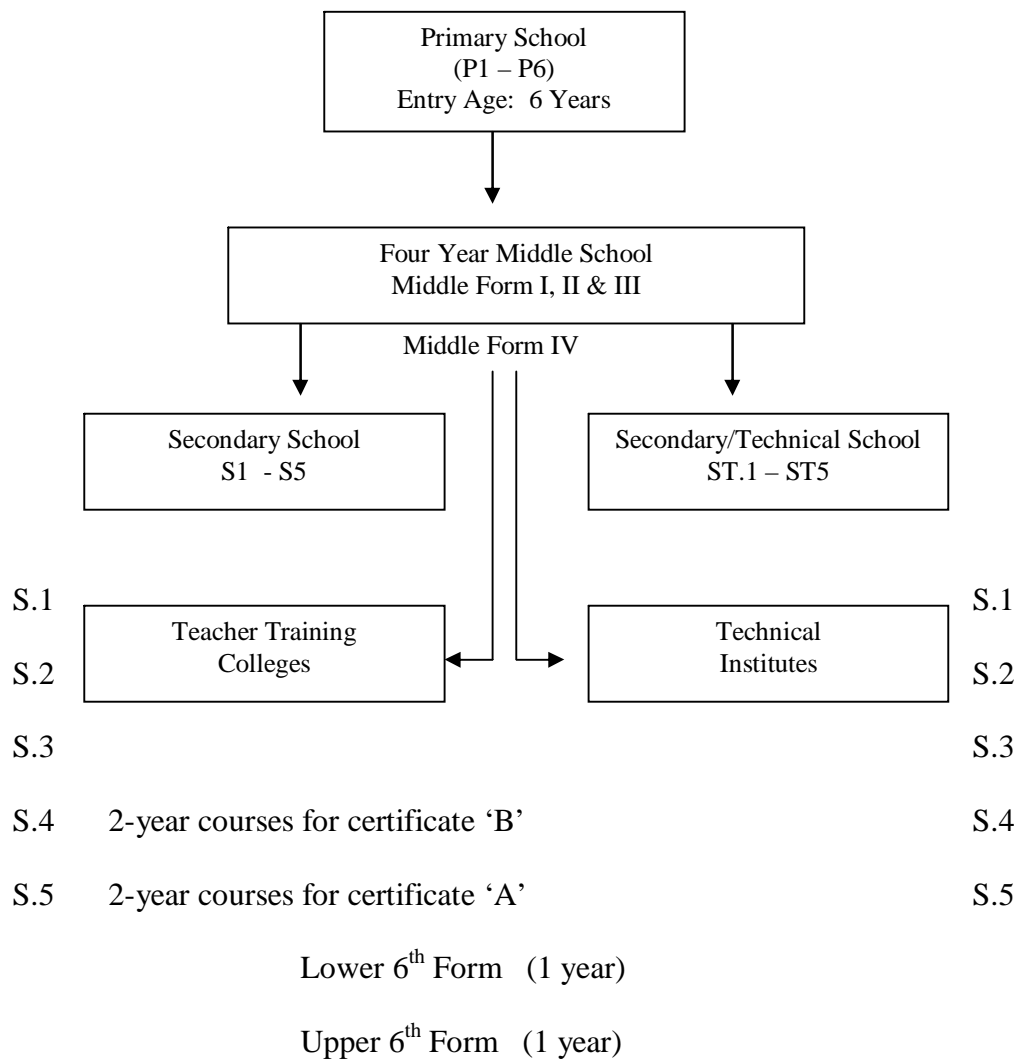 Primary School
(P1 – P6)
Entry Age: 6 Years
Four Year Middle School
Middle Form I, II & III
Middle Form IV
Secondary School
S1 - S5
Secondary/Technical School
ST.1 – ST5
S.1
S.1
Teacher Training
Colleges
Technical
Institutes
S.2
S.2
S.3
S.3
S.4 2-year courses for certificate ‘B’ S.4
S.5 2-year courses for certificate ‘A’ S.5
Lower 6th Form (1 year)
Upper 6th Form (1 year)